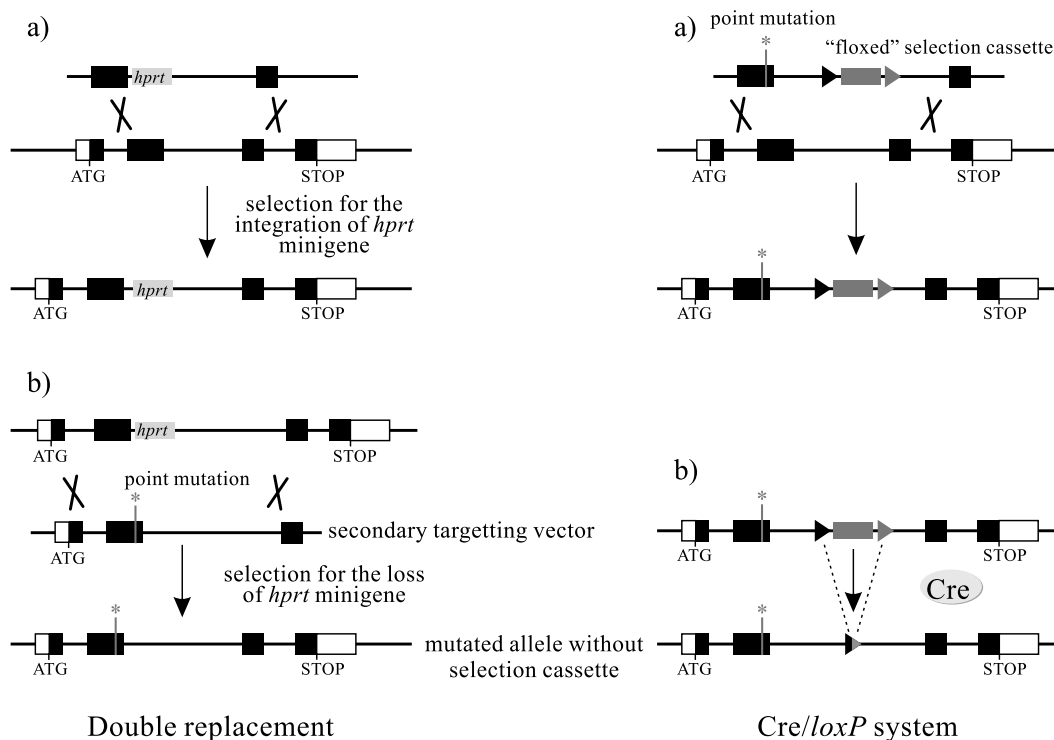 a)
hprt
ATG
STOP
selection for the
integration of hprt
minigene
hprt
ATG
STOP
b)
hprt
ATG
STOP
point mutation
*
secondary targetting vector
ATG
selection for the loss
of hprt minigene
*
mutated allele without
selection cassette
ATG
STOP
Double replacement
a)
point mutation
*
“floxed” selection cassette
ATG
STOP
*
ATG
STOP
b)
*
ATG
STOP
Cre
*
ATG
STOP
Cre/loxP system